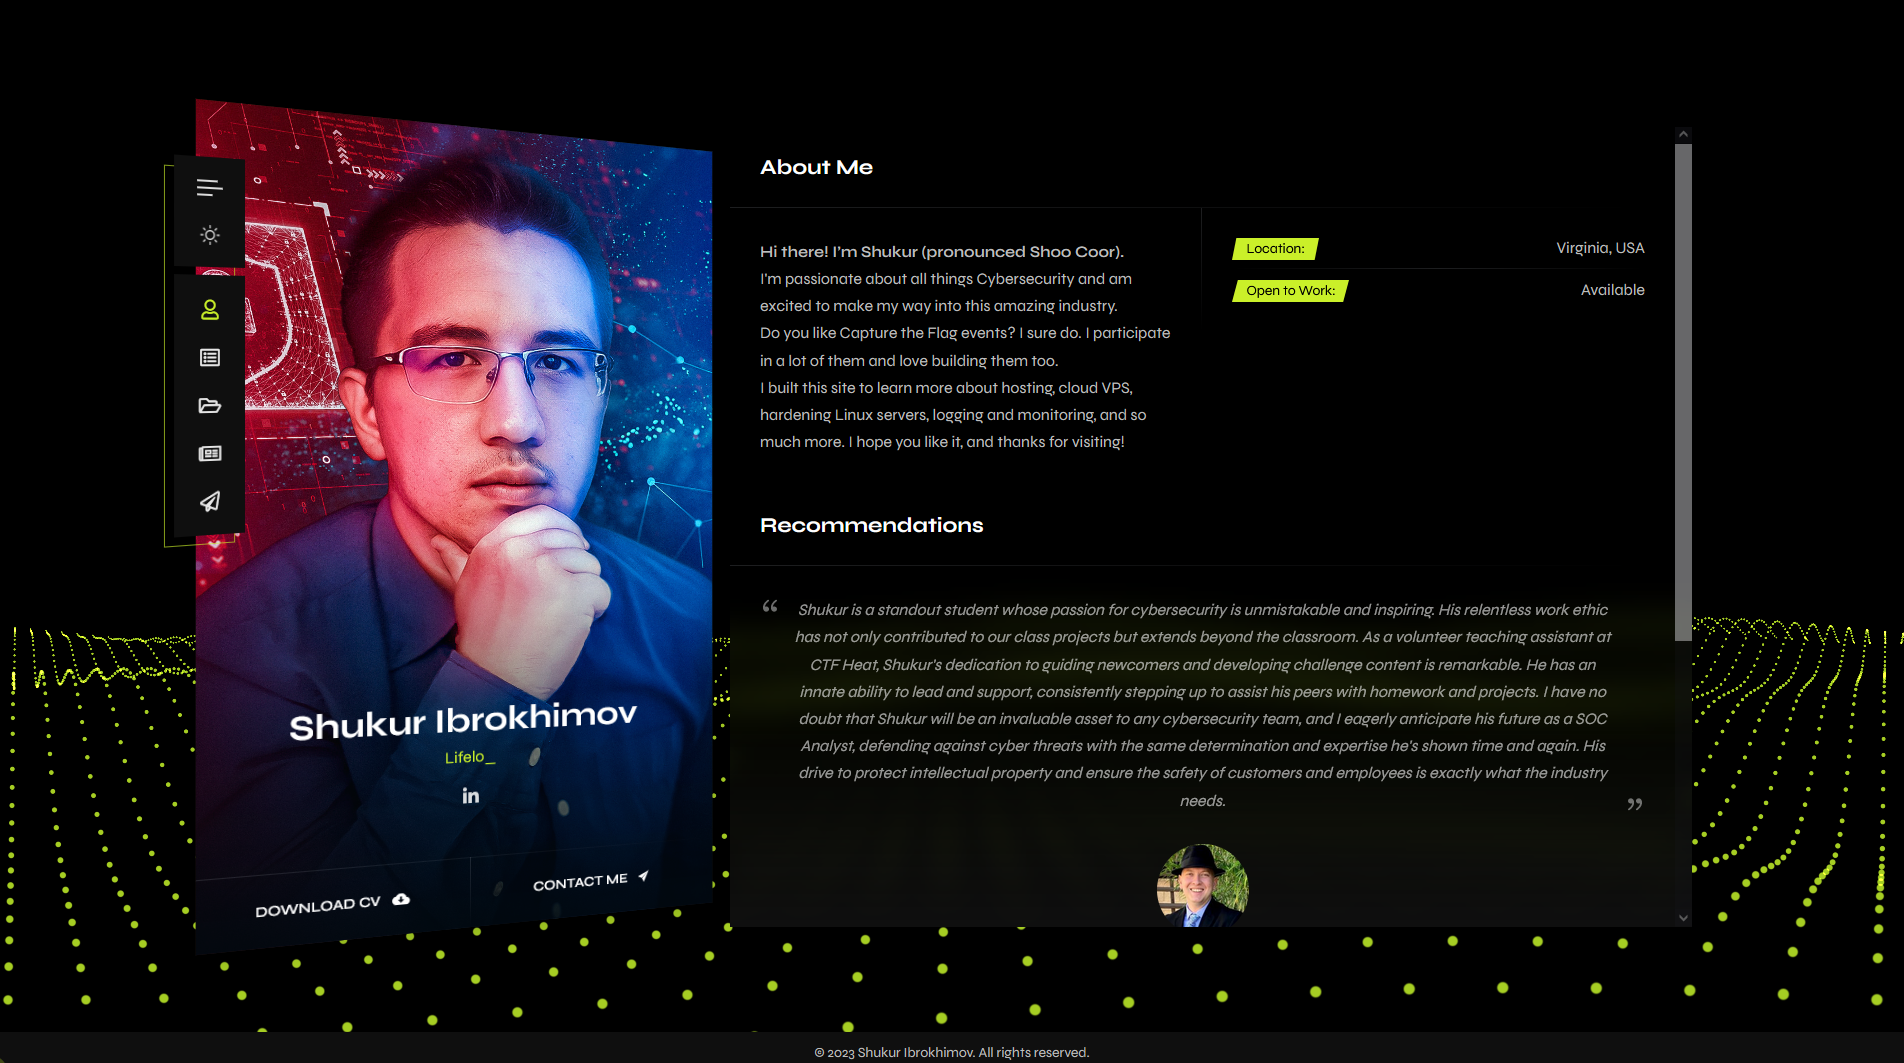 Shukur Ibrokhimov
Lifelo_
in
DOWNLOAD CV
CONTACT ME
About Me
Hi there! I'm Shukur (pronounced Shoo Coor).
I'm passionate about all things Cybersecurity and am
excited to make my way into this amazing industry.
Do you like Capture the Flag events? I sure do. I participate
in a lot of them and love building them too.
I built this site to learn more about hosting, cloud VPS,
hardening Linux servers, logging and monitoring, and so
much more. I hope you like it, and thanks for visiting!
Location: Virginia, USA
Open to Work: Available
Recommendations
“ Shukur is a standout student whose passion for cybersecurity is unmistakable and inspiring. His relentless work ethic
has not only contributed to our class projects but extends beyond the classroom. As a volunteer teaching assistant at
CTF Heat, Shukur's dedication to guiding newcomers and developing challenge content is remarkable. He has an
innate ability to lead and support, consistently stepping up to assist his peers with homework and projects. I have no
doubt that Shukur will be an invaluable asset to any cybersecurity team, and I eagerly anticipate his future as a SOC
Analyst, defending against cyber threats with the same determination and expertise he's shown time and again. His
drive to protect intellectual property and ensure the safety of customers and employees is exactly what the industry
needs. ”
© 2023 Shukur Ibrokhimov. All rights reserved.